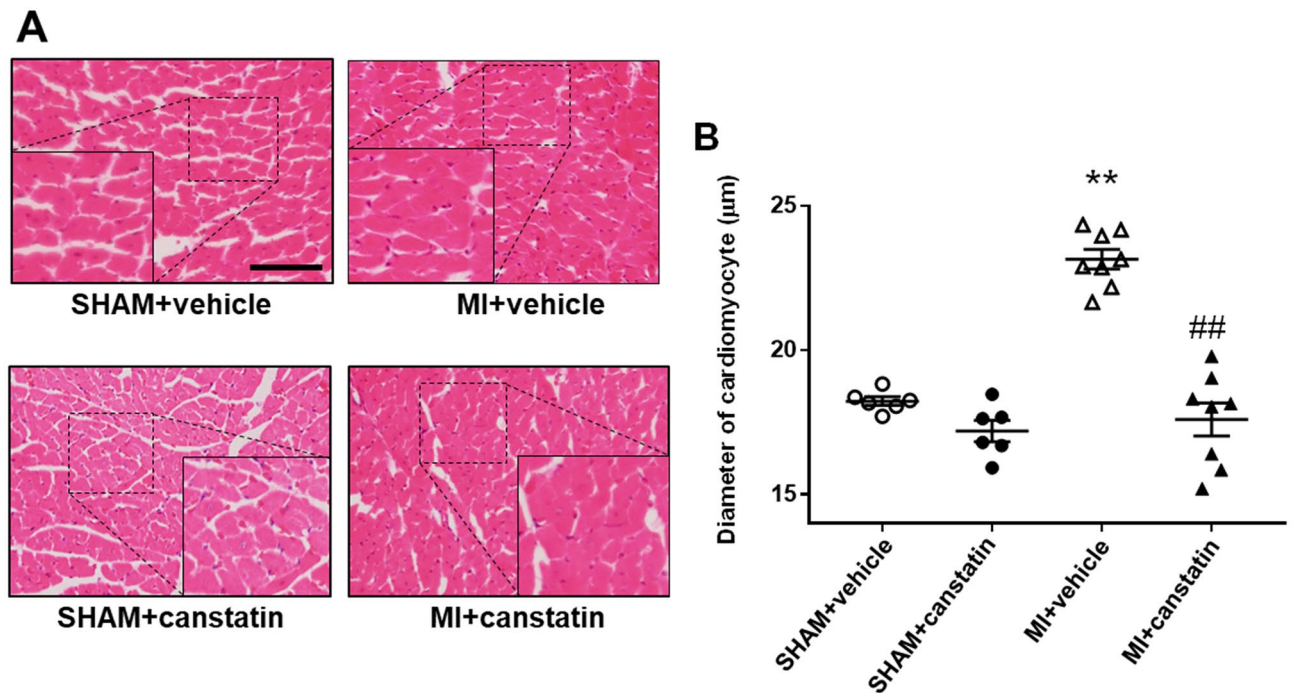 A
SHAM+vehicle
MI+vehicle
SHAM+canstatin
MI+canstatin
B
Diameter of cardiomyocyte (μm)
25
20
15
**
##
SHAM+vehicle
SHAM+canstatin
MI+vehicle
MI+canstatin